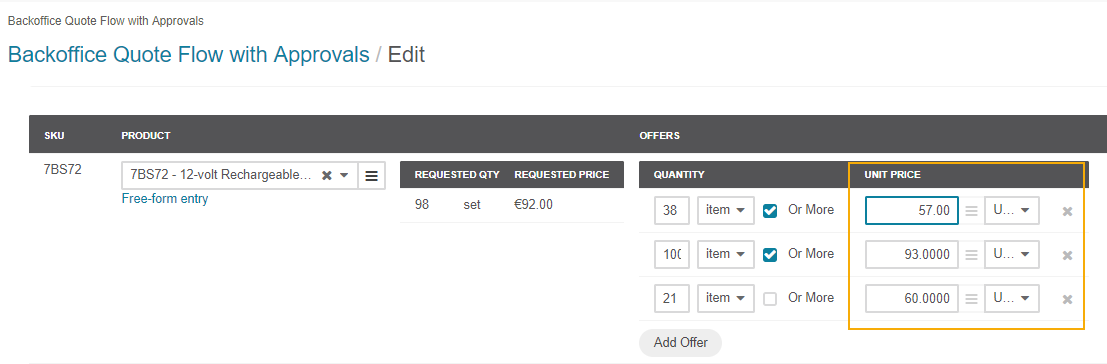 Backoffice Quote Flow with Approvals
Backoffice Quote Flow with Approvals / Edit
SKU PRODUCT OFFERS
7BS72 7BS72 - 12-volt Rechargeable...
Free-form entry
REQUESTED QTY REQUESTED PRICE
98 set €92.00
QUANTITY UNIT PRICE
38 item Or More 57.00 U...
100 item Or More 93.0000 U...
21 item Or More 60.0000 U...
Add Offer